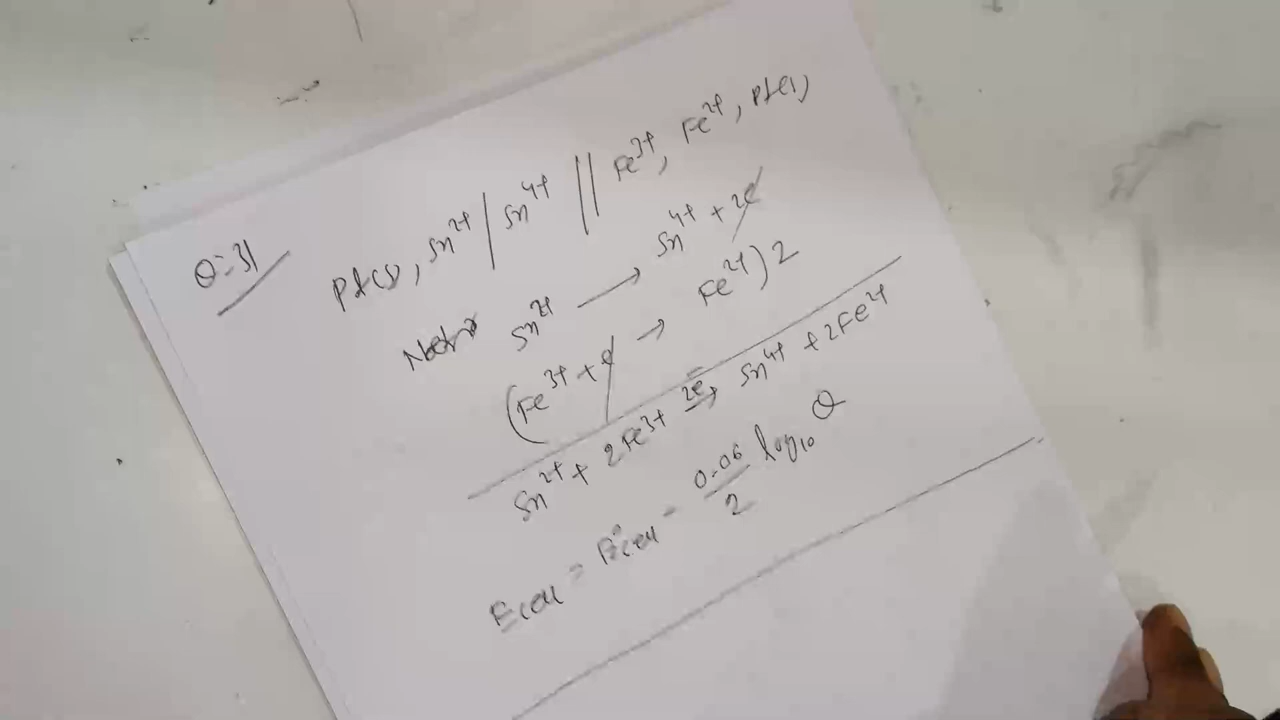 Q:31
Pt(s), Sn²⁺ | Sn⁴⁺ || Fe³⁺, Fe²⁺, Pt(s)
Sn²⁺ → Sn⁴⁺ + 2e
(Fe³⁺ + e → Fe²⁺) 2
Sn²⁺ + 2Fe³⁺ 2e→ Sn⁴⁺ + 2Fe²⁺
Ecell = E°cell - 0.06/2 log₁₀ Q